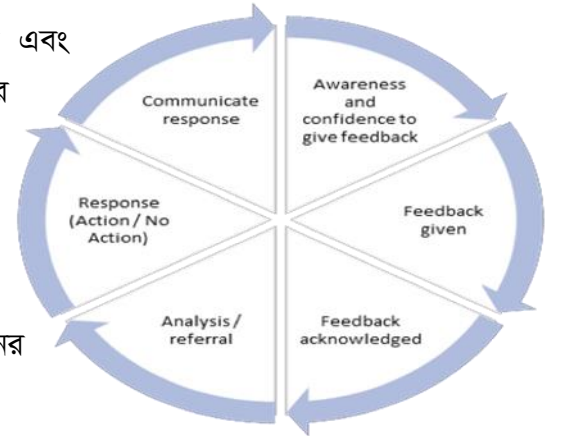 এবং
Communicate
response
Awareness
and
confidence to
give feedback
Response
(Action / No
Action)
Feedback
given
Analysis /
referral
Feedback
acknowledged